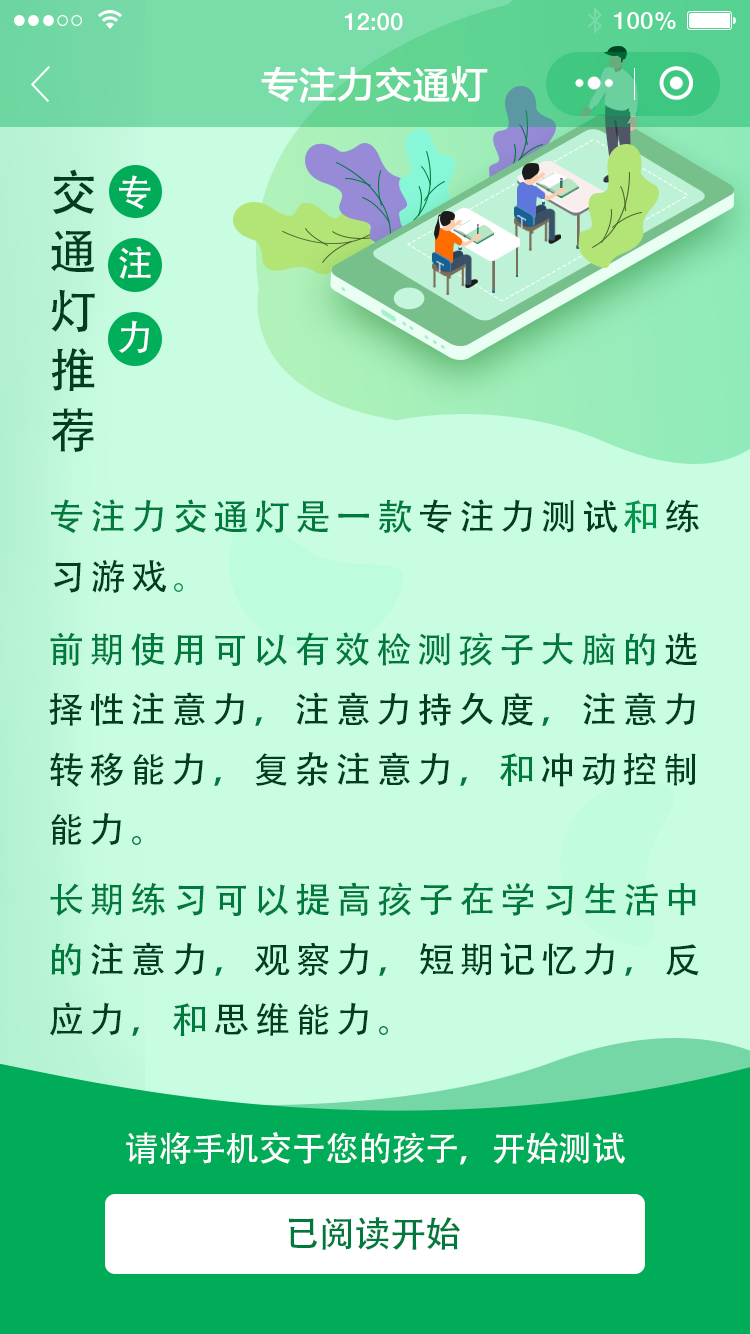 12:00
100%
专注力交通灯
专注力
交通灯推荐
专注力交通灯是一款专注力测试和练
习游戏。
前期使用可以有效检测孩子大脑的选
择性注意力，注意力持久度，注意力
转移能力，复杂注意力，和冲动控制
能力。
长期练习可以提高孩子在学习生活中
的注意力，观察力，短期记忆力，反
应力，和思维能力。
请将手机交于您的孩子，开始测试
已阅读开始